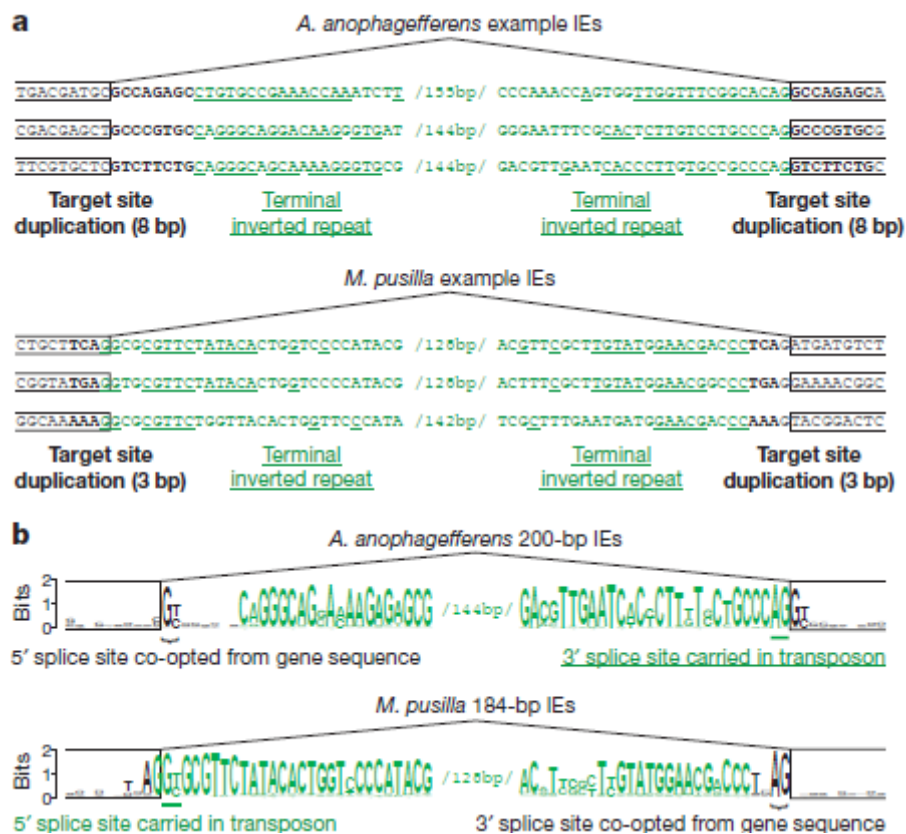 a
A. anophagefferens example IEs
TGACGATGCGCCAGAGCCTGTGCCGAAACCAAATCTT /155bp/ CCCAAACCAGTGGTTGGTTTCGGCACAGGCCAGAGCA
CGACGAGCTGCCCGTGCCAGGGCAGGACAAGGGTGAT /144bp/ GGGAATTTCGCACTCTTGTCCTGCCCAGGCCCGTGCG
TTCGTGCTCGTCTTCTGCAGGGCAGCAAAAGGGTGCG /144bp/ GACGTTGAATCACCCTTGTGCCGCCCAGGTCTTCTGC
Target site duplication (8 bp)
Terminal inverted repeat
Terminal inverted repeat
Target site duplication (8 bp)
M. pusilla example IEs
CTGCTTCAGGCGCGTTCTATACACTGGTCCCCATACG /128bp/ ACGTTCGCTTGTATGGAACGACCCTCAGATGATGTCT
CGGTATGAGGTGCGTTCTATACACTGGTCCCCATACG /128bp/ ACTTTCGCTTGTATGGAACGGCCCTGAGGAAAACGGC
GGCAAAAAGGCGCGTTCTGGTTACACTGGTTCCCATA /142bp/ TCGCTTTGAATGATGGAACGACCCAAAGTACGGACTC
Target site duplication (3 bp)
Terminal inverted repeat
Terminal inverted repeat
Target site duplication (3 bp)
b
A. anophagefferens 200-bp IEs
Bits
2
1
0
/144bp/
5′ splice site co-opted from gene sequence
3′ splice site carried in transposon
M. pusilla 184-bp IEs
Bits
2
1
0
/128bp/
5′ splice site carried in transposon
3′ splice site co-opted from gene sequence